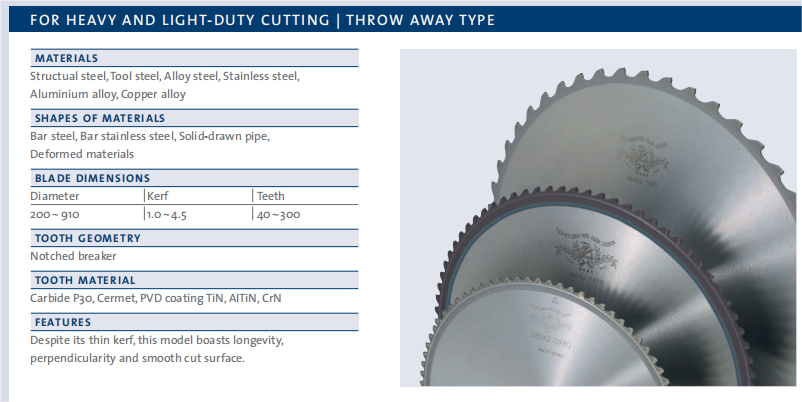 FOR HEAVY AND LIGHT-DUTY CUTTING | THROW AWAY TYPE
MATERIALS
Structual steel, Tool steel, Alloy steel, Stainless steel,
Aluminium alloy, Copper alloy
SHAPES OF MATERIALS
Bar steel, Bar stainless steel, Solid-drawn pipe,
Deformed materials
BLADE DIMENSIONS
Diameter | Kerf | Teeth
200 ~ 910 | 1.0 ~ 4.5 | 40 ~ 300
TOOTH GEOMETRY
Notched breaker
TOOTH MATERIAL
Carbide P30, Cermet, PVD coating TiN, AlTiN, CrN
FEATURES
Despite its thin kerf, this model boasts longevity,
perpendicularity and smooth cut surface.